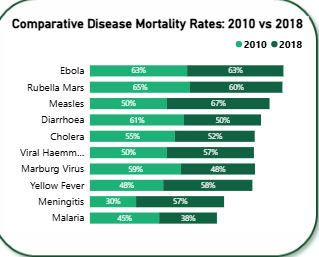 Comparative Disease Mortality Rates: 2010 vs 2018
2010 2018
Ebola 63% 63%
Rubella Mars 65% 60%
Measles 50% 67%
Diarrhoea 61% 50%
Cholera 55% 52%
Viral Haemm... 50% 57%
Marburg Virus 59% 48%
Yellow Fever 48% 58%
Meningitis 30% 57%
Malaria 45% 38%